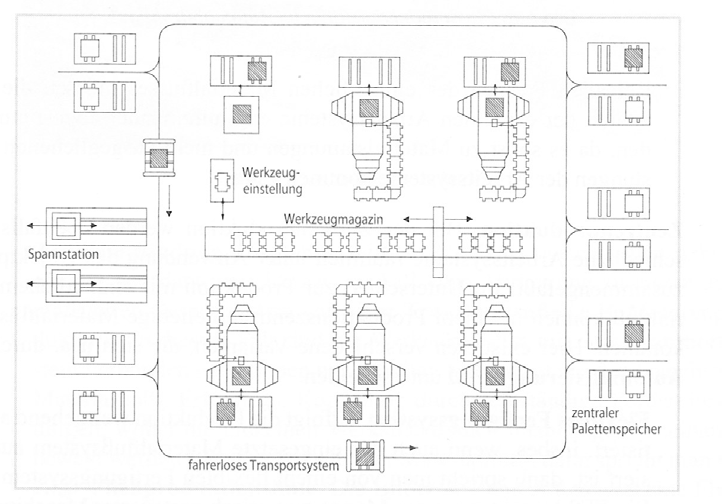 Werkzeug-
einstellung
Werkzeugmagazin
Spannstation
zentraler
Palettenspeicher
fahrerloses Transportsystem